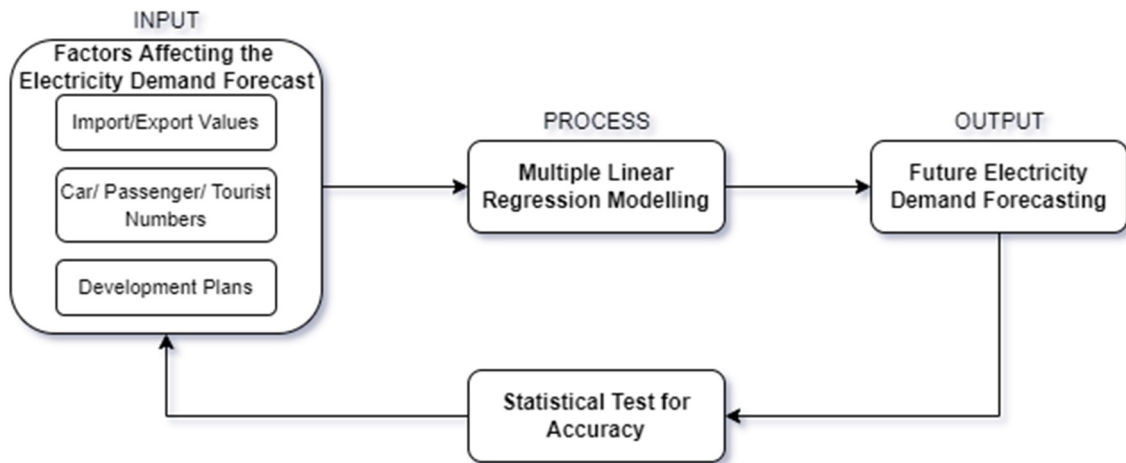 INPUT
Factors Affecting the
Electricity Demand Forecast
Import/Export Values
Car/ Passenger/ Tourist
Numbers
Development Plans
PROCESS
Multiple Linear
Regression Modelling
OUTPUT
Future Electricity
Demand Forecasting
Statistical Test for
Accuracy